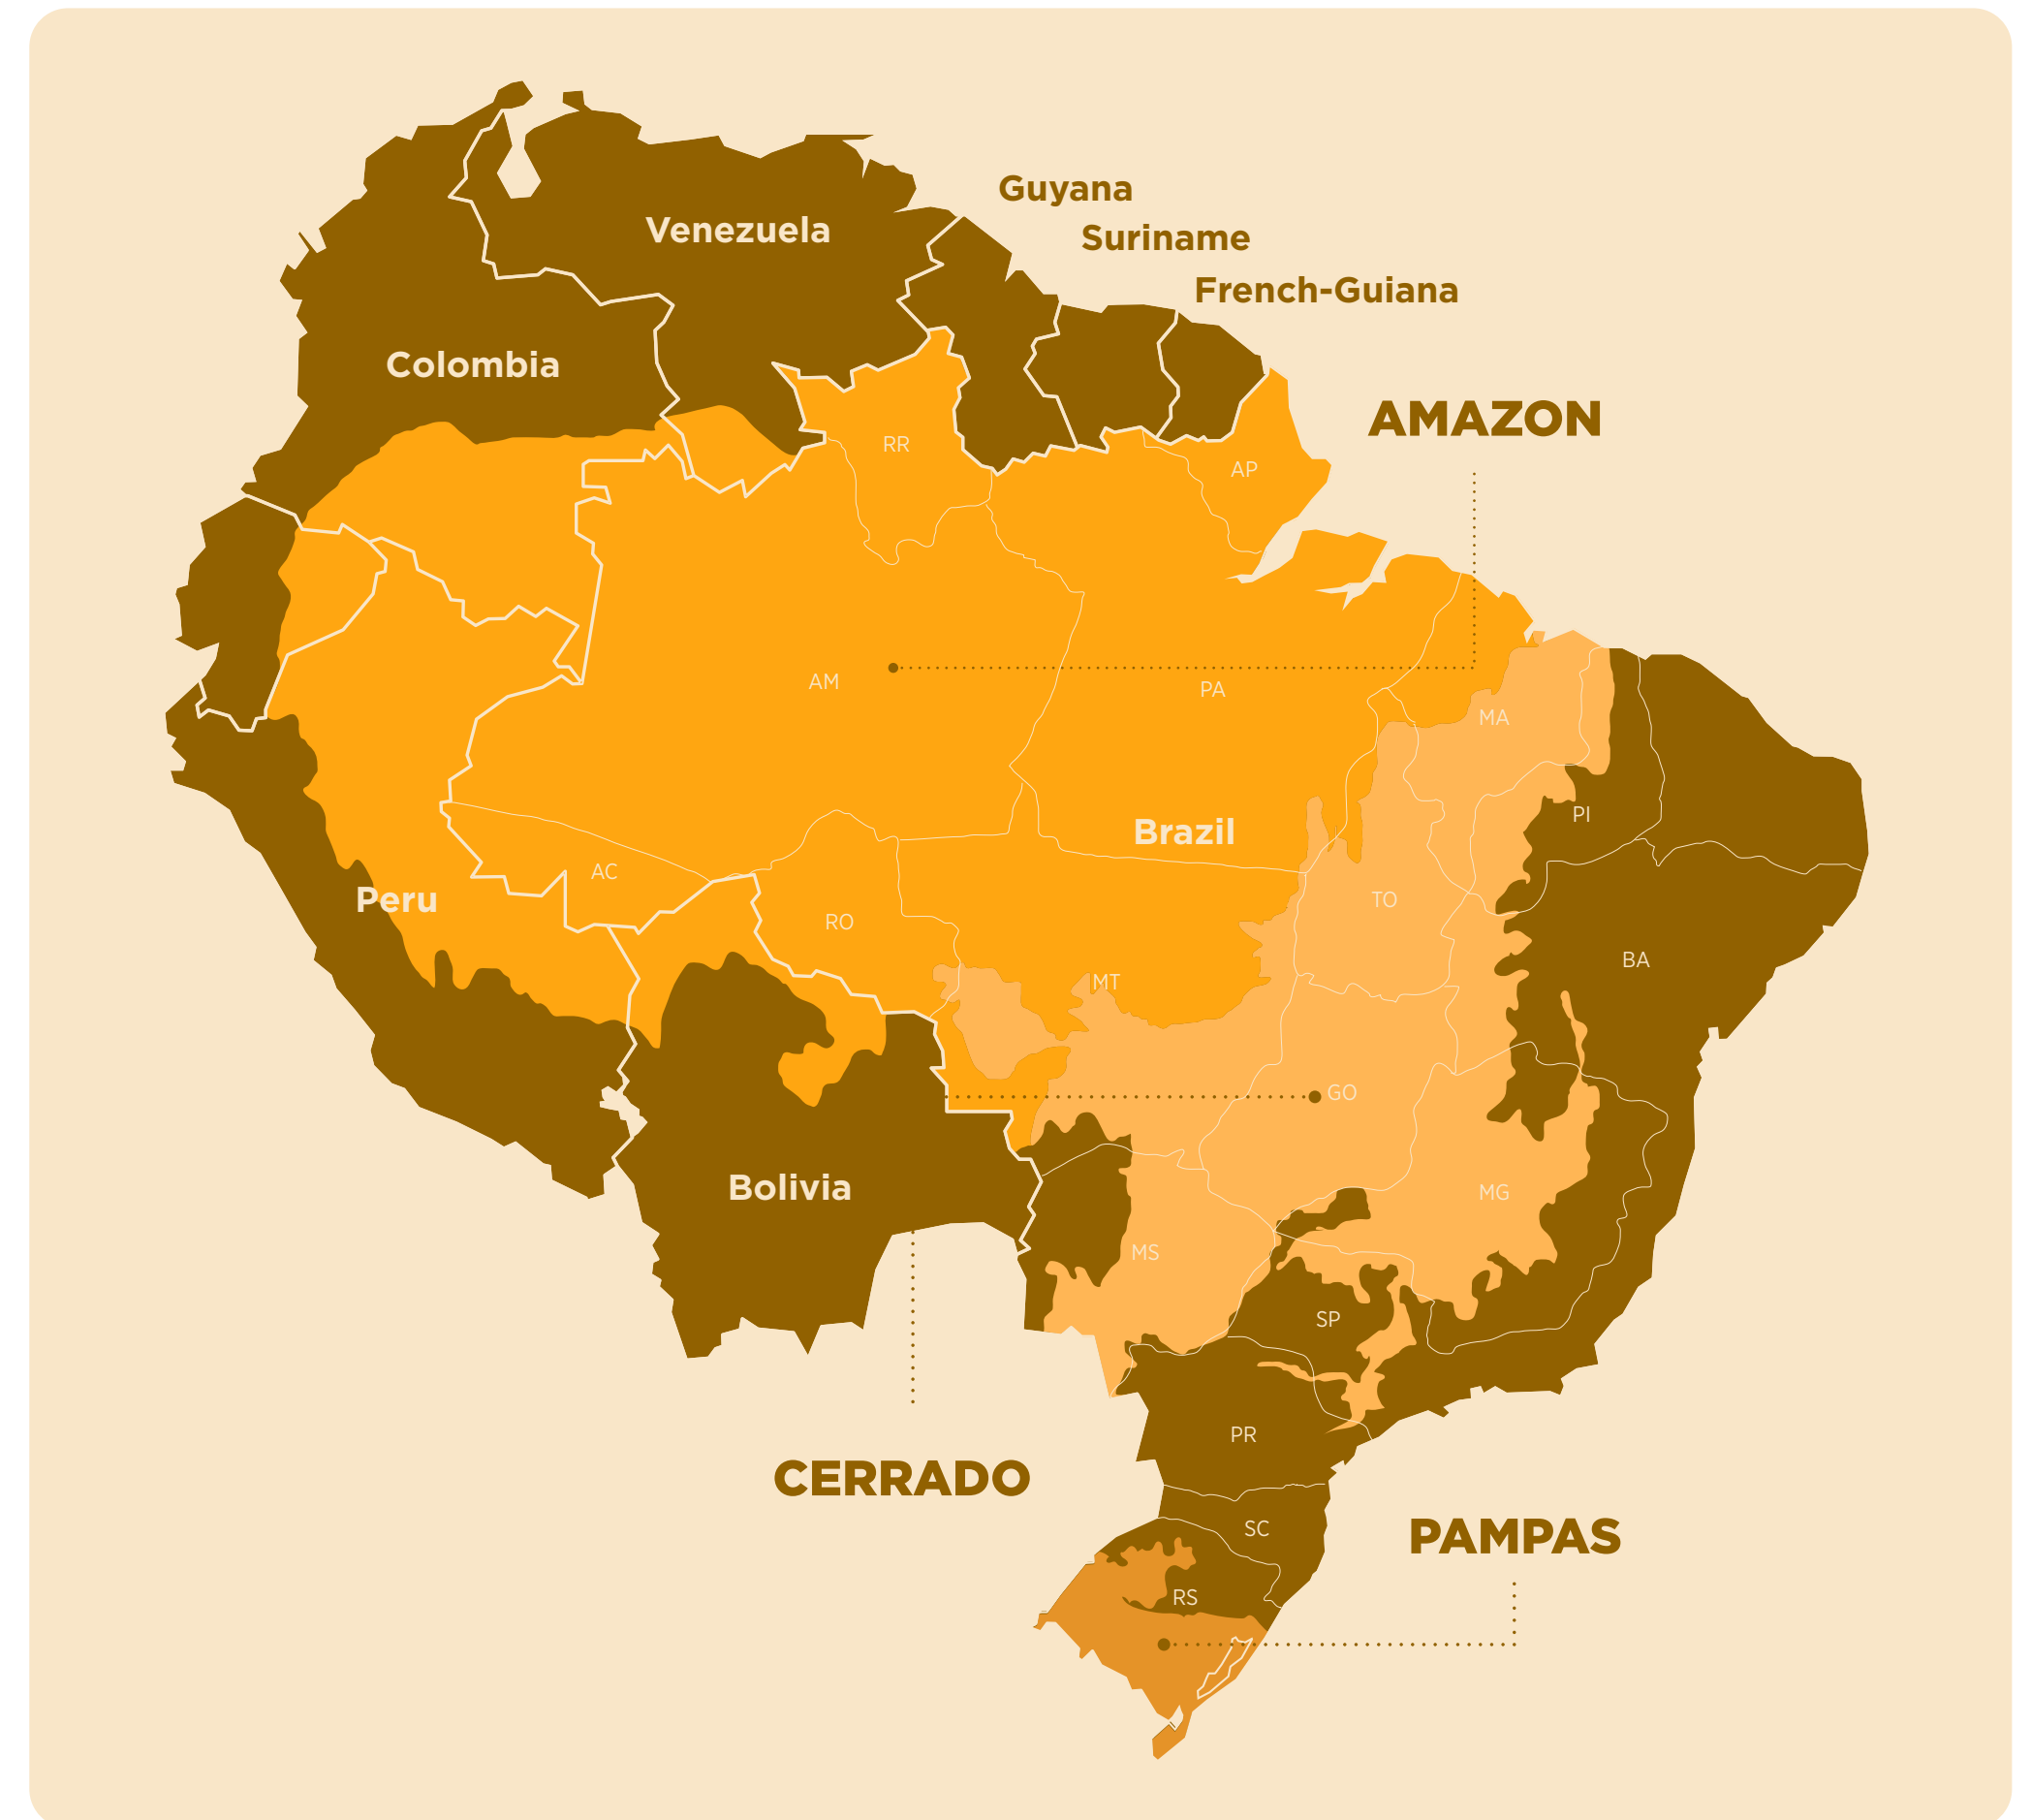 Guyana
Venezuela
Suriname
French-Guiana
Colombia
AMAZON
RR
AP
AM
PA
MA
PI
Brazil
AC
Peru
TO
RO
BA
MT
GO
Bolivia
MG
MS
SP
PR
CERRADO
SC
PAMPAS
RS